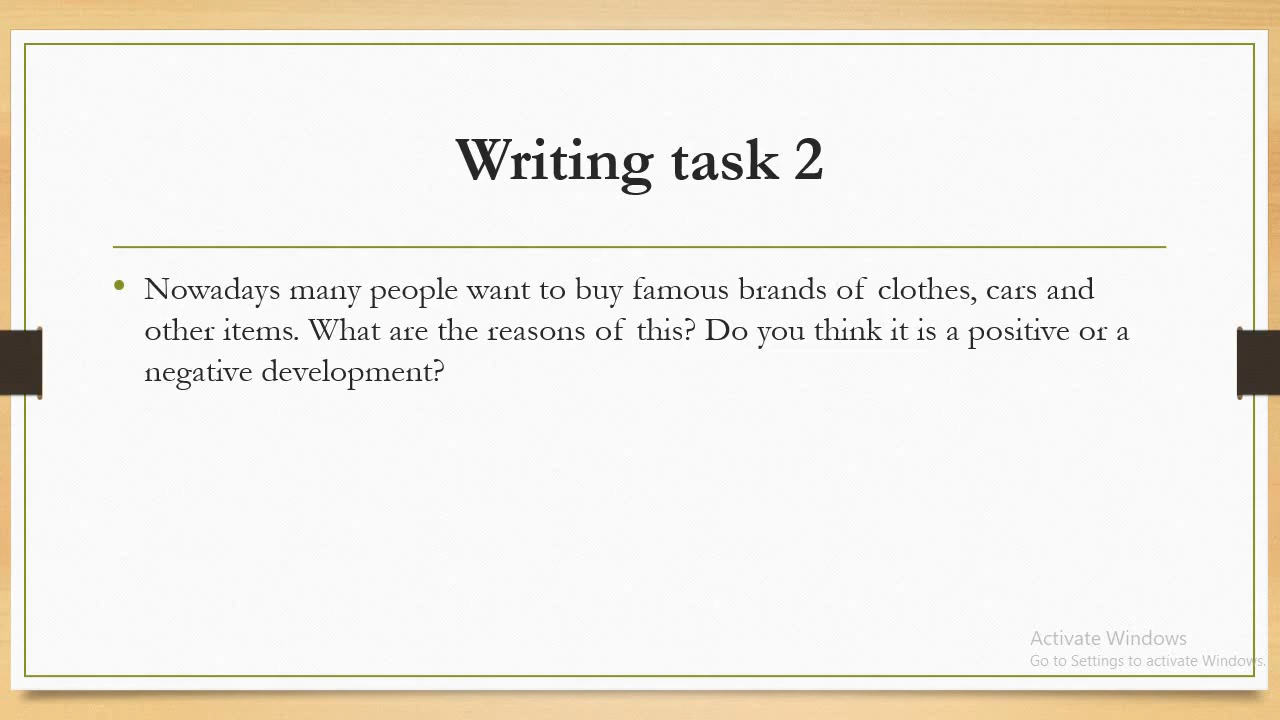 Writing task 2
• Nowadays many people want to buy famous brands of clothes, cars and
other items. What are the reasons of this? Do you think it is a positive or a
negative development?
Activate Windows
Go to Settings to activate Windows.